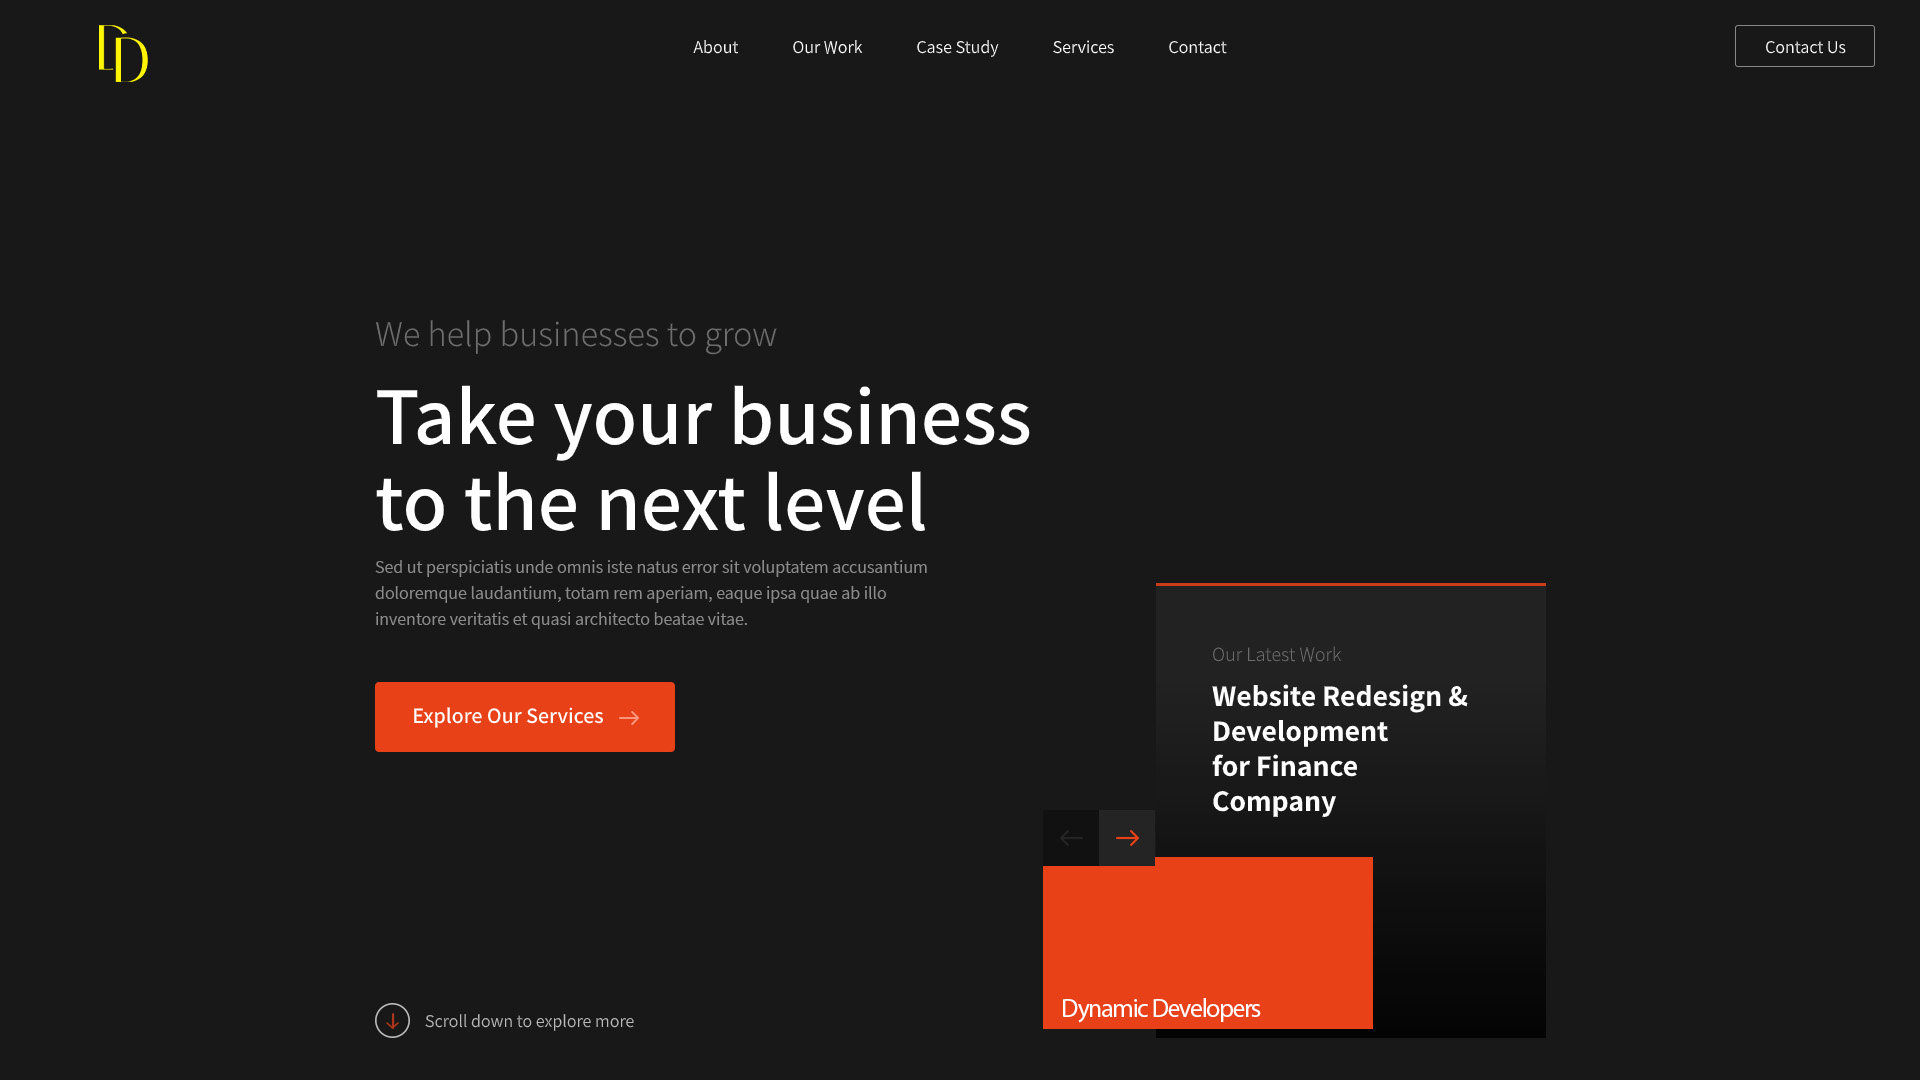 DD
About
Our Work
Case Study
Services
Contact
Contact Us
We help businesses to grow
Take your business
to the next level
Sed ut perspiciatis unde omnis iste natus error sit voluptatem accusantium
doloremque laudantium, totam rem aperiam, eaque ipsa quae ab illo
inventore veritatis et quasi architecto beatae vitae.
Explore Our Services
Our Latest Work
Website Redesign &
Development
for Finance
Company
Dynamic Developers
Scroll down to explore more